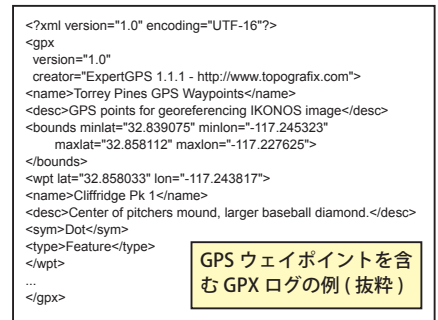 <?xml version="1.0" encoding="UTF-16"?>
<gpx
version="1.0"
creator="ExpertGPS 1.1.1 - http://www.topografix.com">
<name>Torrey Pines GPS Waypoints</name>
<desc>GPS points for georeferencing IKONOS image</desc>
<bounds minlat="32.839075" minlon="-117.245323"
maxlat="32.858112" maxlon="-117.227625">
</bounds>
<wpt lat="32.858033" lon="-117.243817">
<name>Cliffridge Pk 1</name>
<desc>Center of pitchers mound, larger baseball diamond.</desc>
<sym>Dot</sym>
<type>Feature</type>
</wpt>
...
</gpx>
GPS ウェイポイントを含
む GPX ログの例 ( 抜粋 )